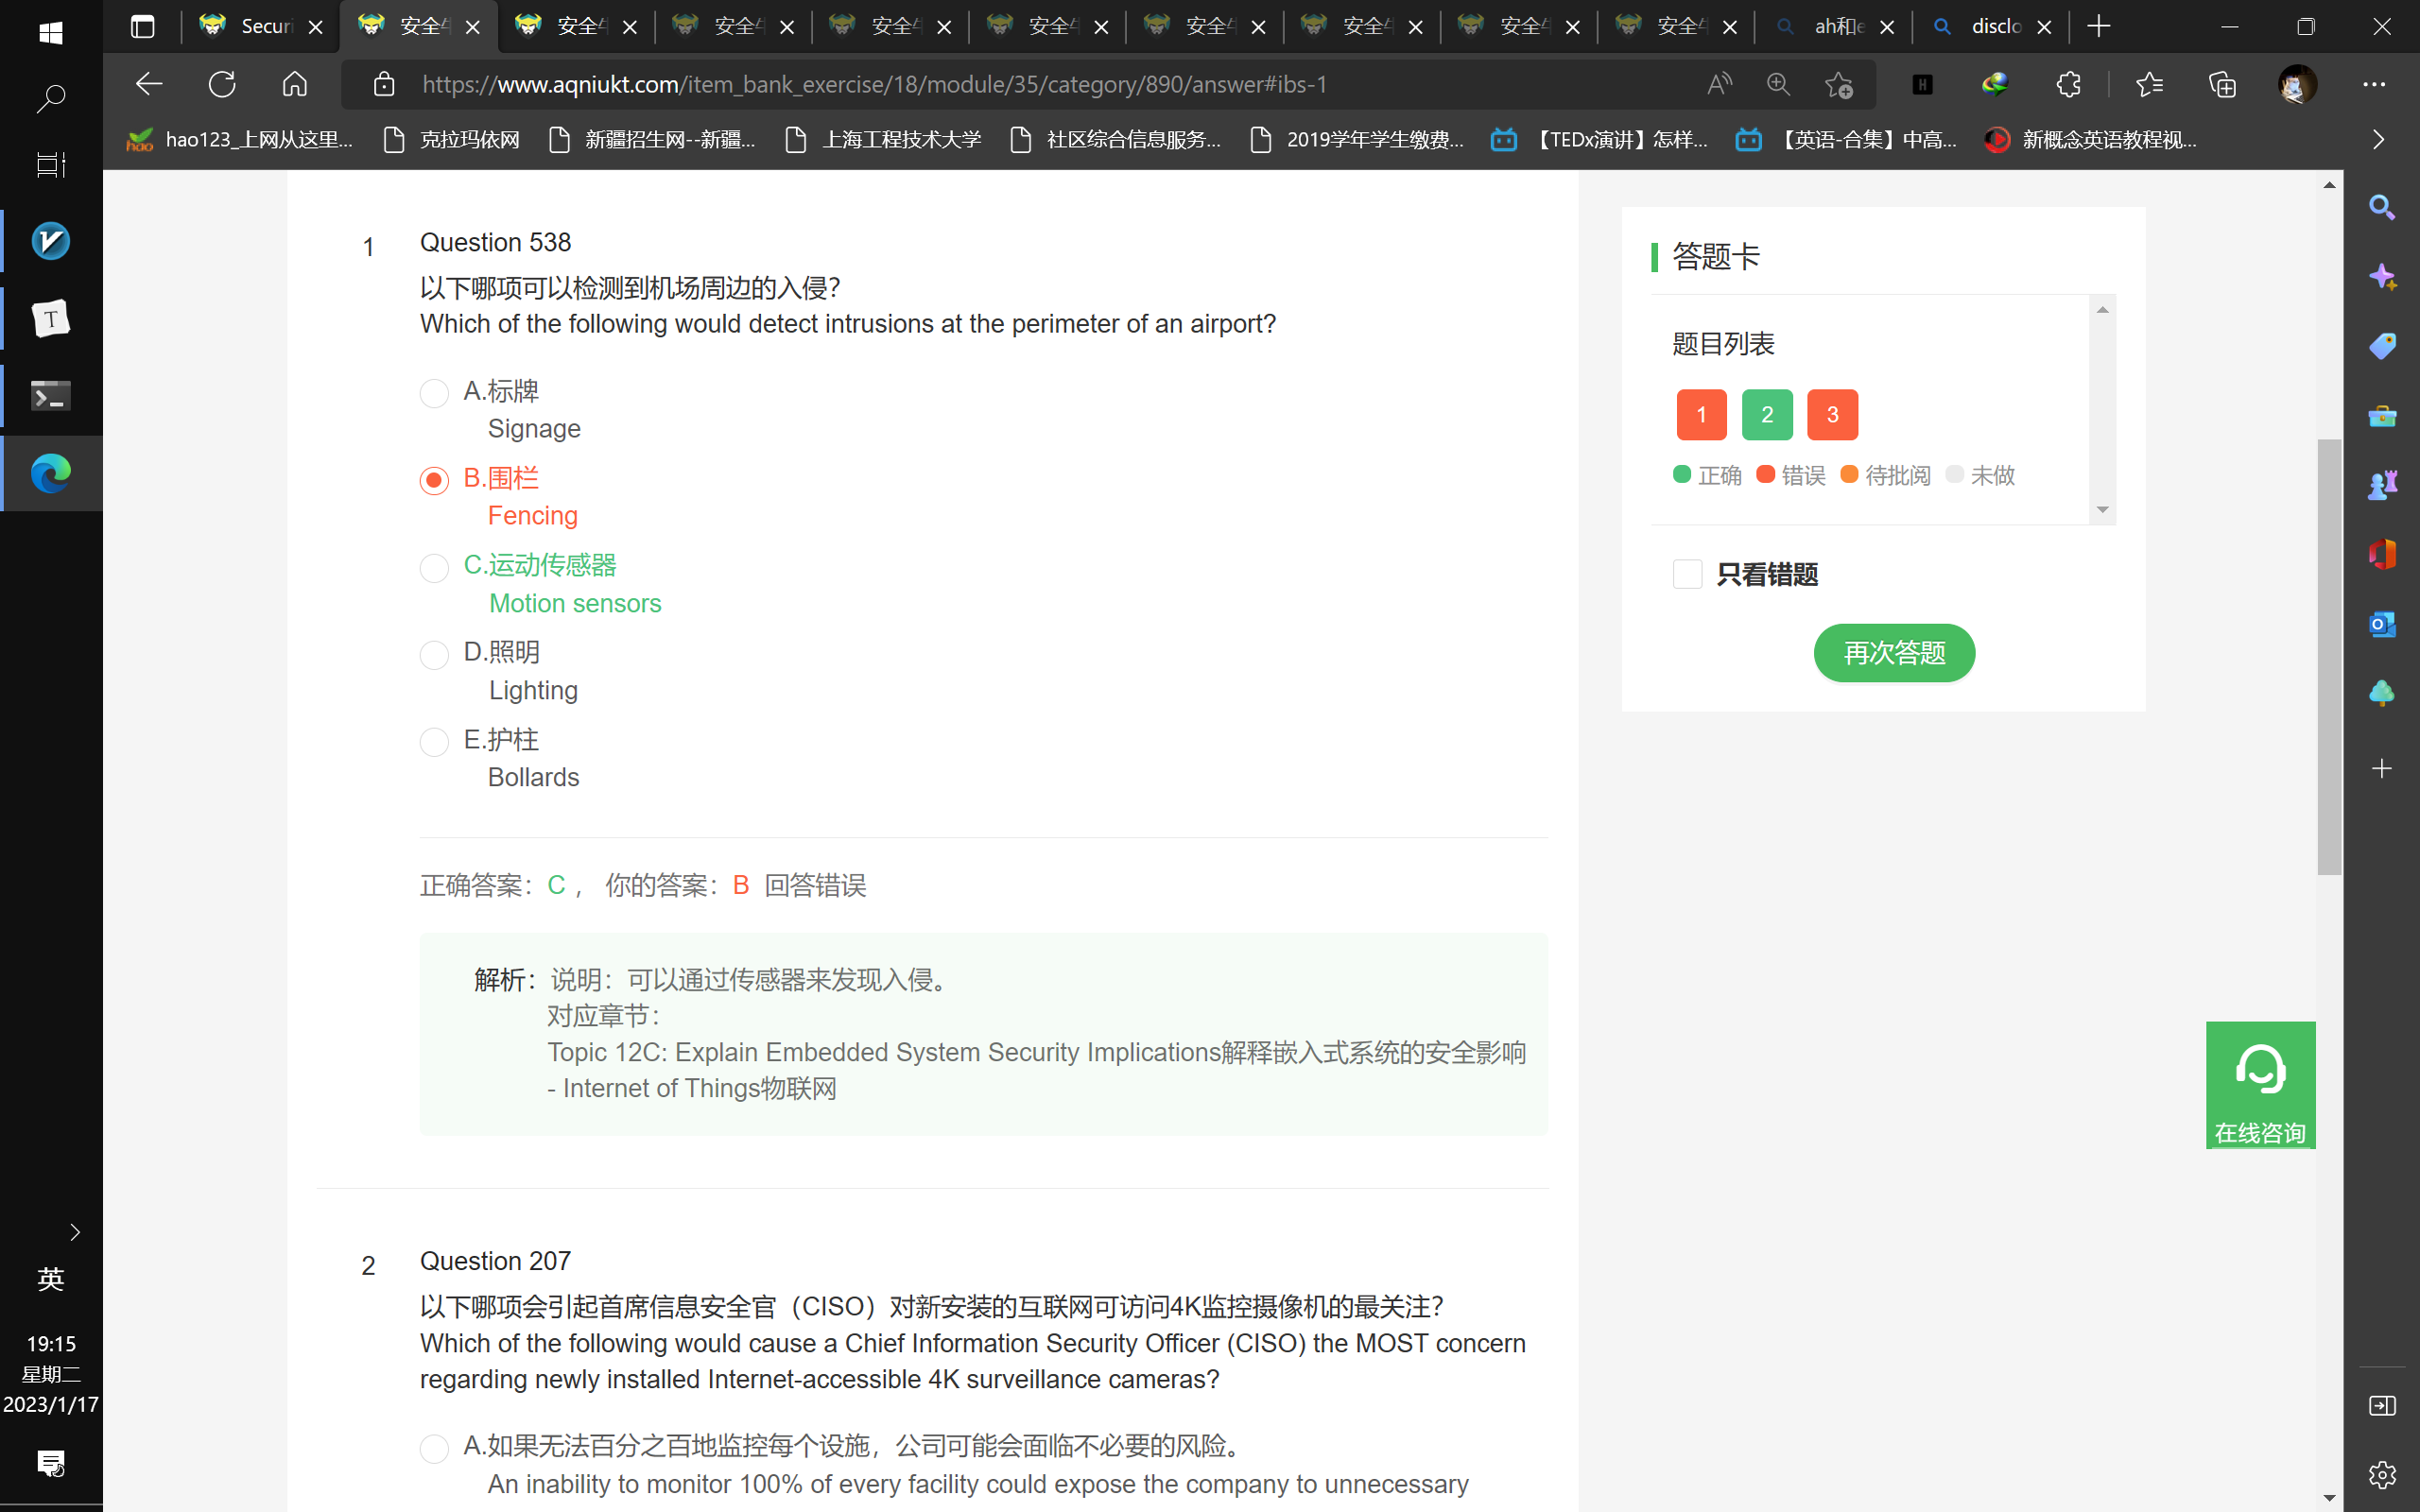 Securi
安全牛
安全牛
安全牛
安全牛
安全牛
安全牛
安全牛
安全牛
安全牛
ah和e
disclo
https://www.aqniukt.com/item_bank_exercise/18/module/35/category/890/answer#ibs-1
hao123_上网从这里...
克拉玛依网
新疆招生网--新疆...
上海工程技术大学
社区综合信息服务...
2019学年学生缴费...
【TEDx演讲】怎样...
【英语-合集】中高...
新概念英语教程视...
1
Question 538
以下哪项可以检测到机场周边的入侵？
Which of the following would detect intrusions at the perimeter of an airport?
A.标牌
Signage
B.围栏
Fencing
C.运动传感器
Motion sensors
D.照明
Lighting
E.护柱
Bollards
正确答案：C ， 你的答案：B 回答错误
解析：说明：可以通过传感器来发现入侵。
对应章节：
Topic 12C: Explain Embedded System Security Implications解释嵌入式系统的安全影响
- Internet of Things物联网
2
Question 207
以下哪项会引起首席信息安全官（CISO）对新安装的互联网可访问4K监控摄像机的最关注？
Which of the following would cause a Chief Information Security Officer (CISO) the MOST concern
regarding newly installed Internet-accessible 4K surveillance cameras?
A.如果无法百分之百地监控每个设施，公司可能会面临不必要的风险。
An inability to monitor 100% of every facility could expose the company to unnecessary
答题卡
题目列表
1 2 3
正确 错误 待批阅 未做
只看错题
再次答题
在线咨询
英
19:15
星期二
2023/1/17